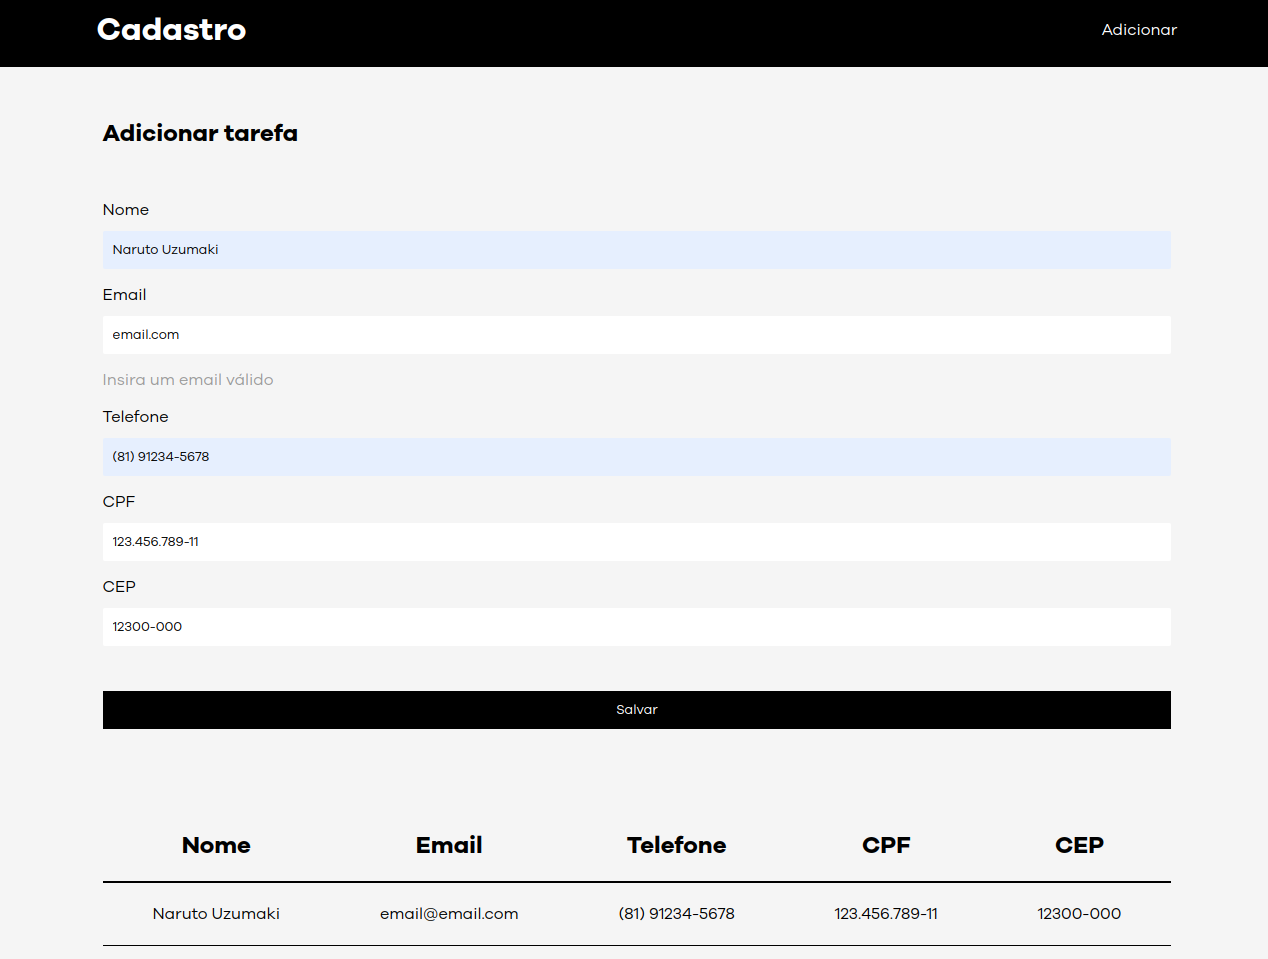 Cadastro
Adicionar
Adicionar tarefa
Nome
Naruto Uzumaki
Email
email.com
Insira um email válido
Telefone
(81) 91234-5678
CPF
123.456.789-11
CEP
12300-000
Salvar
Nome Email Telefone CPF CEP
Naruto Uzumaki email@email.com (81) 91234-5678 123.456.789-11 12300-000